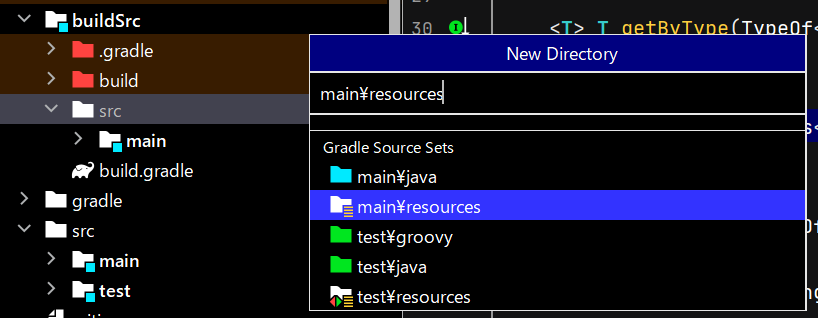 buildSrc
.gradle
build
src
main
build.gradle
gradle
src
main
test
30
<T> T getByType(TypeOf<
New Directory
main¥resources
Gradle Source Sets
main¥java
main¥resources
test¥groovy
test¥java
test¥resources